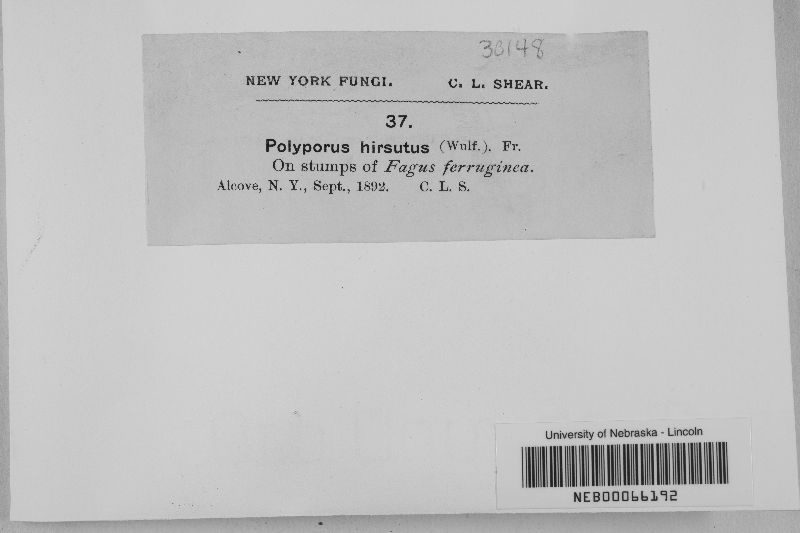 30148
NEW YORK FUNGI. C. L. SHEAR.
37.
Polyporus hirsutus (Wulf.). Fr.
On stumps of Fagus ferruginea.
Alcove, N. Y., Sept., 1892. C. L. S.
University of Nebraska - Lincoln
NEB00066192